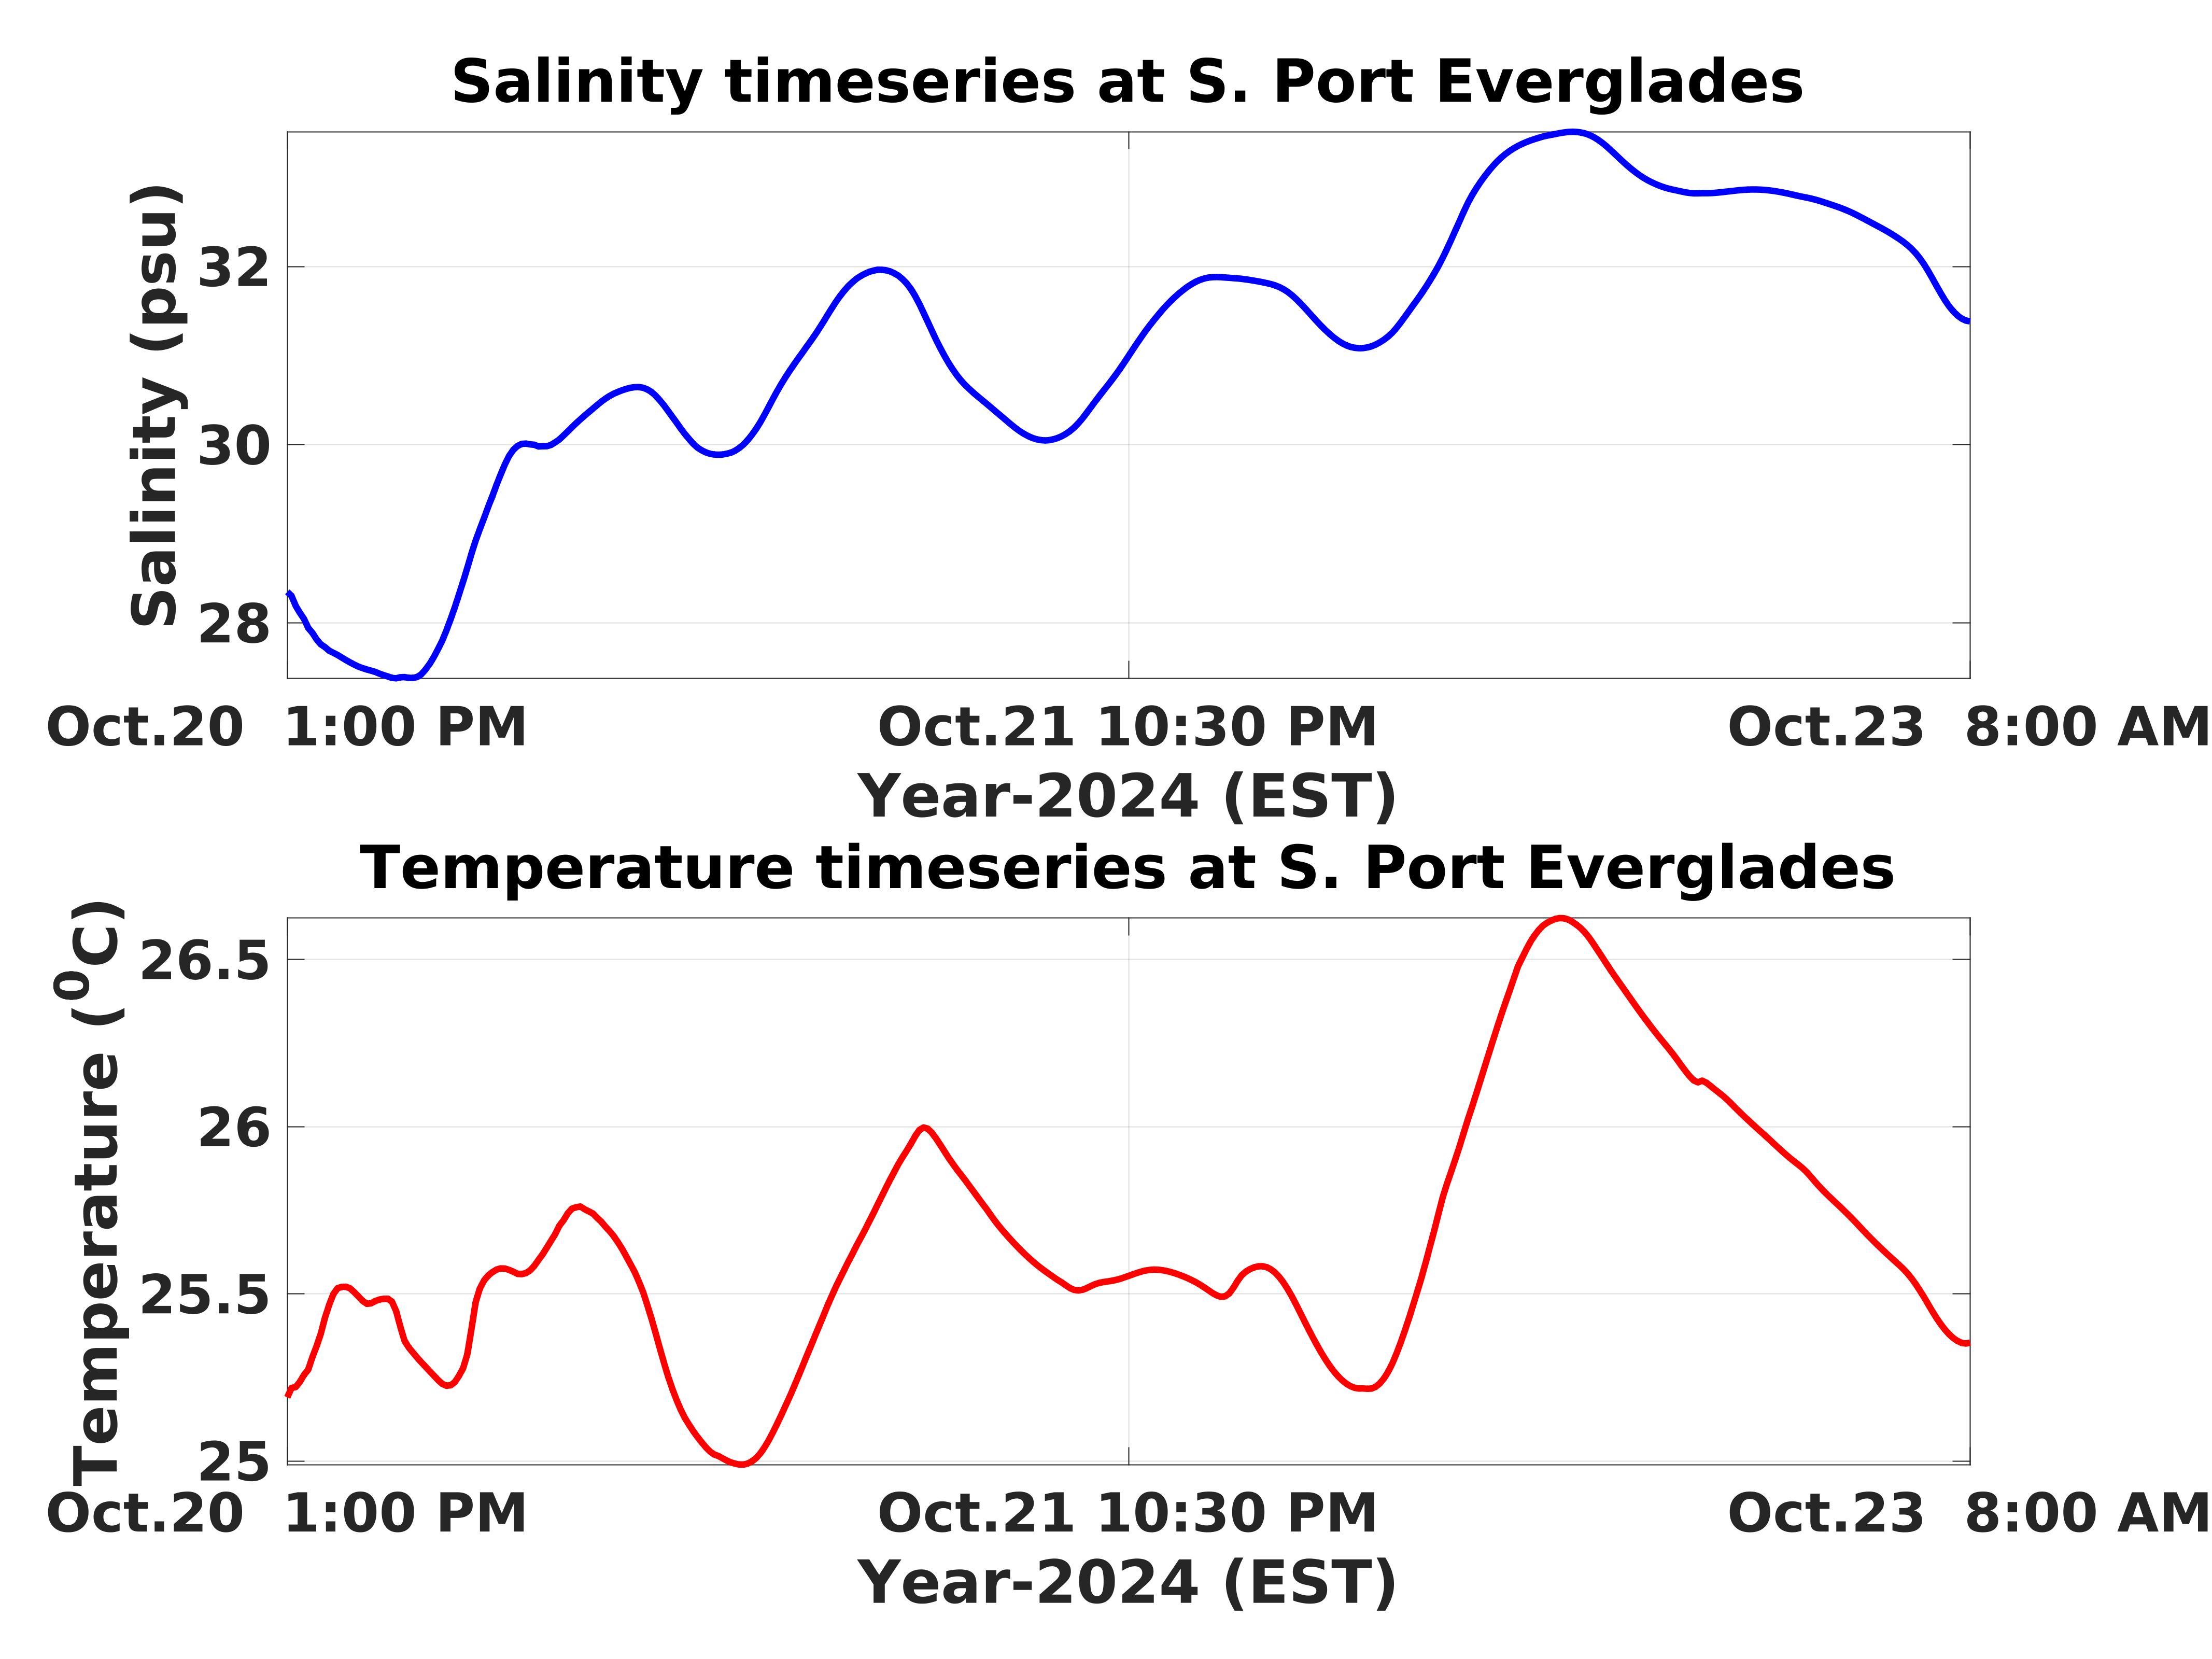 Salinity timeseries at S. Port Everglades
Salinity (psu)
32
30
28
Oct.20  1:00 PM
Oct.21 10:30 PM
Oct.23  8:00 AM
Year-2024 (EST)
Temperature timeseries at S. Port Everglades
Temperature (⁰C)
26.5
26
25.5
25
Oct.20  1:00 PM
Oct.21 10:30 PM
Oct.23  8:00 AM
Year-2024 (EST)